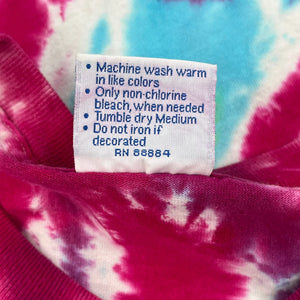 • Machine wash warm
in like colors
• Only non-chlorine
bleach, when needed
• Tumble dry Medium
• Do not iron if
decorated
RN 88884